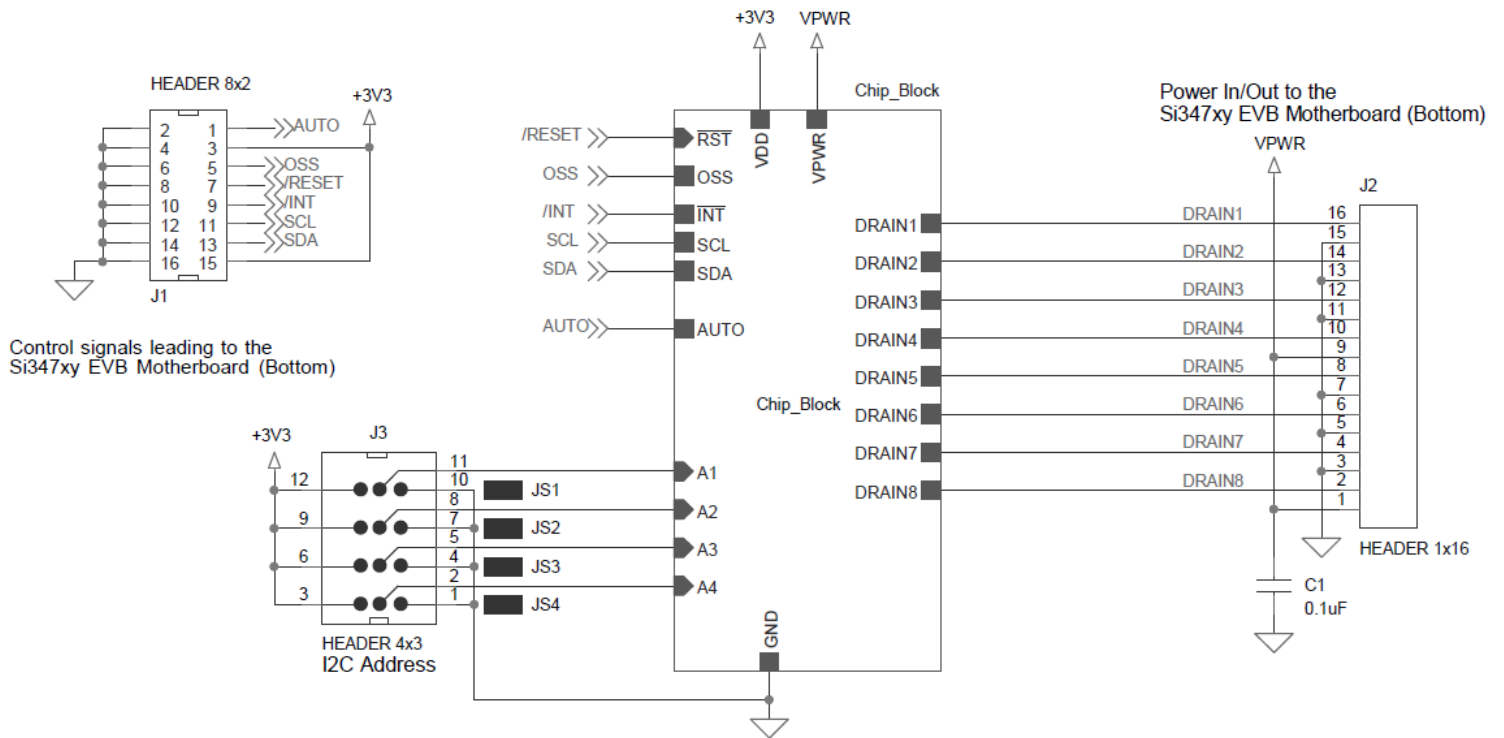 +3V3
VPWR
HEADER 8x2
+3V3
2 1 AUTO
4 3
6 5 OSS
8 7 /RESET
10 9 /INT
12 11 SCL
14 13 SDA
16 15
J1
Control signals leading to the
Si347xy EVB Motherboard (Bottom)
Chip_Block
VDD
VPWR
/RESET RST
OSS OSS
/INT INT
SCL SCL
SDA SDA
AUTO AUTO
Chip_Block
DRAIN1
DRAIN2
DRAIN3
DRAIN4
DRAIN5
DRAIN6
DRAIN7
DRAIN8
A1
A2
A3
A4
GND
Power In/Out to the
Si347xy EVB Motherboard (Bottom)
VPWR
J2
DRAIN1 16
15
DRAIN2 14
13
DRAIN3 12
11
DRAIN4 10
9
DRAIN5 8
7
DRAIN6 6
5
DRAIN7 4
3
DRAIN8 2
1
HEADER 1x16
C1
0.1uF
+3V3
J3
11
12 10 JS1
8
9 7 JS2
5
6 4 JS3
2
3 1 JS4
HEADER 4x3
I2C Address